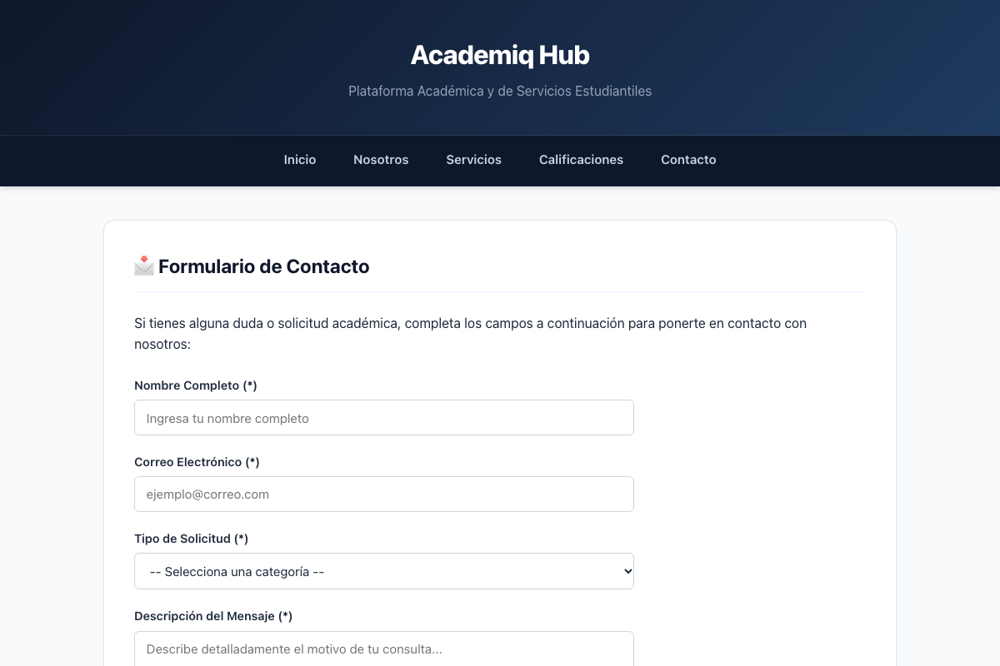 Academiq Hub
Plataforma Académica y de Servicios Estudiantiles
Inicio Nosotros Servicios Calificaciones Contacto
Formulario de Contacto
Si tienes alguna duda o solicitud académica, completa los campos a continuación para ponerte en contacto con
nosotros:
Nombre Completo (*)
Ingresa tu nombre completo
Correo Electrónico (*)
ejemplo@correo.com
Tipo de Solicitud (*)
-- Selecciona una categoría --
Descripción del Mensaje (*)
Describe detalladamente el motivo de tu consulta...